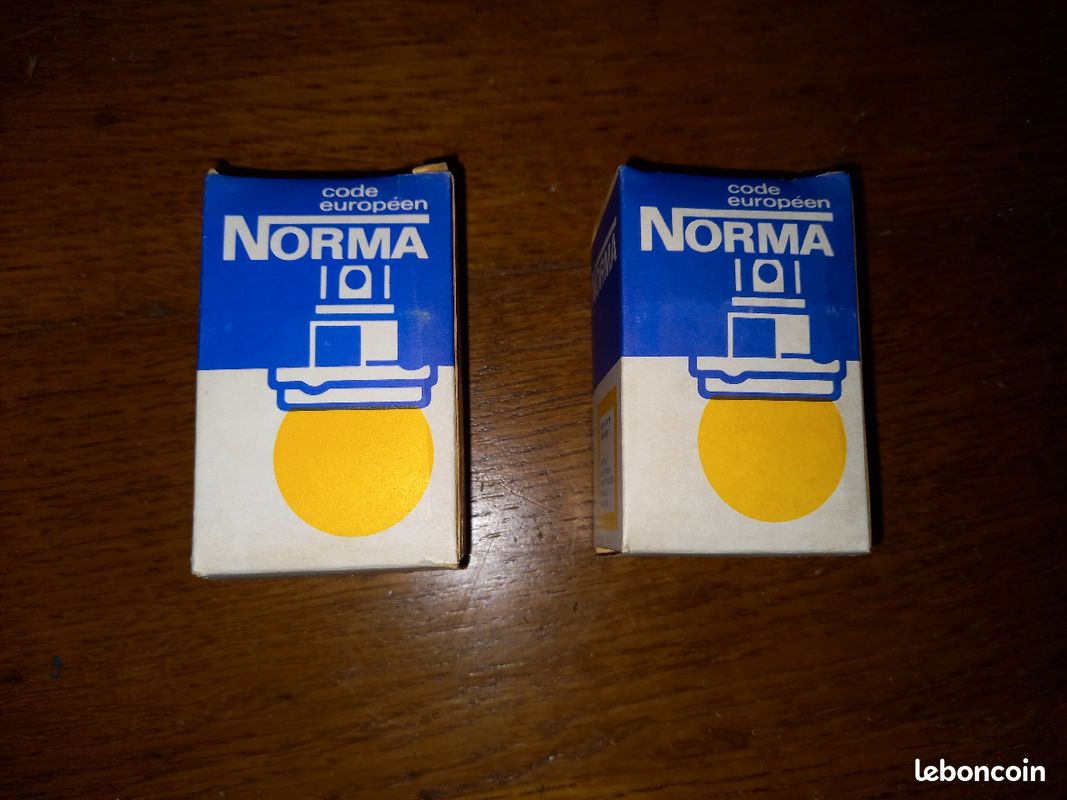 code
européen
NORMA
code
européen
NORMA
NORMA
leboncoin